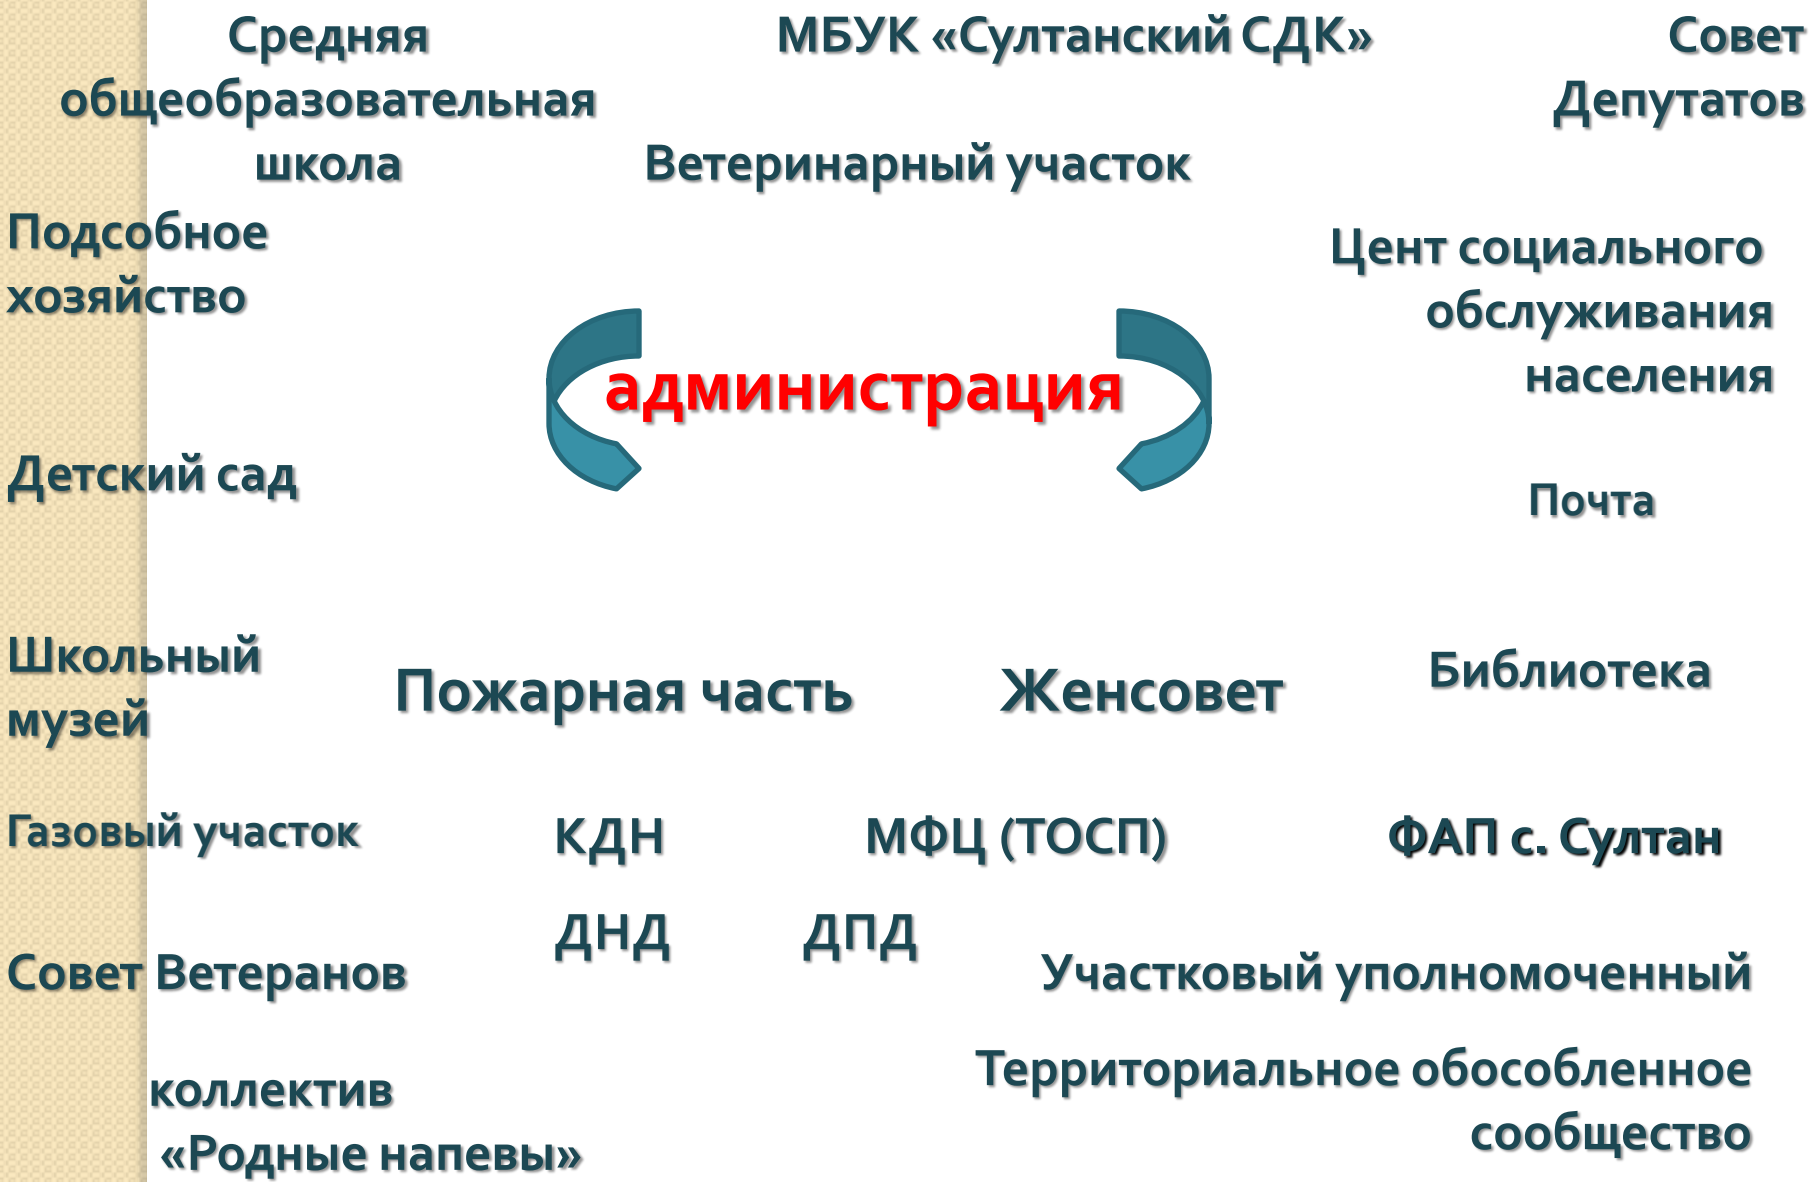 Средняя
общеобразовательная
школа
МБУК «Султанский СДК»
Совет
Депутатов
Ветеринарный участок
Подсобное
хозяйство
Цент социального
обслуживания
населения
администрация
Детский сад
Почта
Школьный
музей
Пожарная часть
Женсовет
Библиотека
Газовый участок
КДН
МФЦ (ТОСП)
ФАП с. Султан
ДНД
ДПД
Совет Ветеранов
Участковый уполномоченный
коллектив
«Родные напевы»
Территориальное обособленное
сообщество